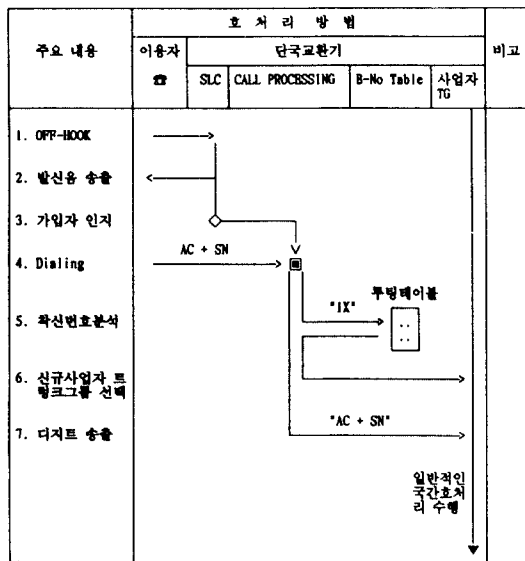 호 처 리 방 법
주요 내용
이용자
단국교환기
비고
☎
SLC
CALL PROCESSING
B-No Table
사업자
TG
1. OFF-HOOK
2. 발신음 송출
3. 가입자 인지
AC + SN
4. Dialing
루팅테이블
"1X"
5. 착신번호분석
6. 신규사업자 트
렁크그룹 선택
7. 디지트 송출
"AC + SN"
일반적인
국간호처
리 수행